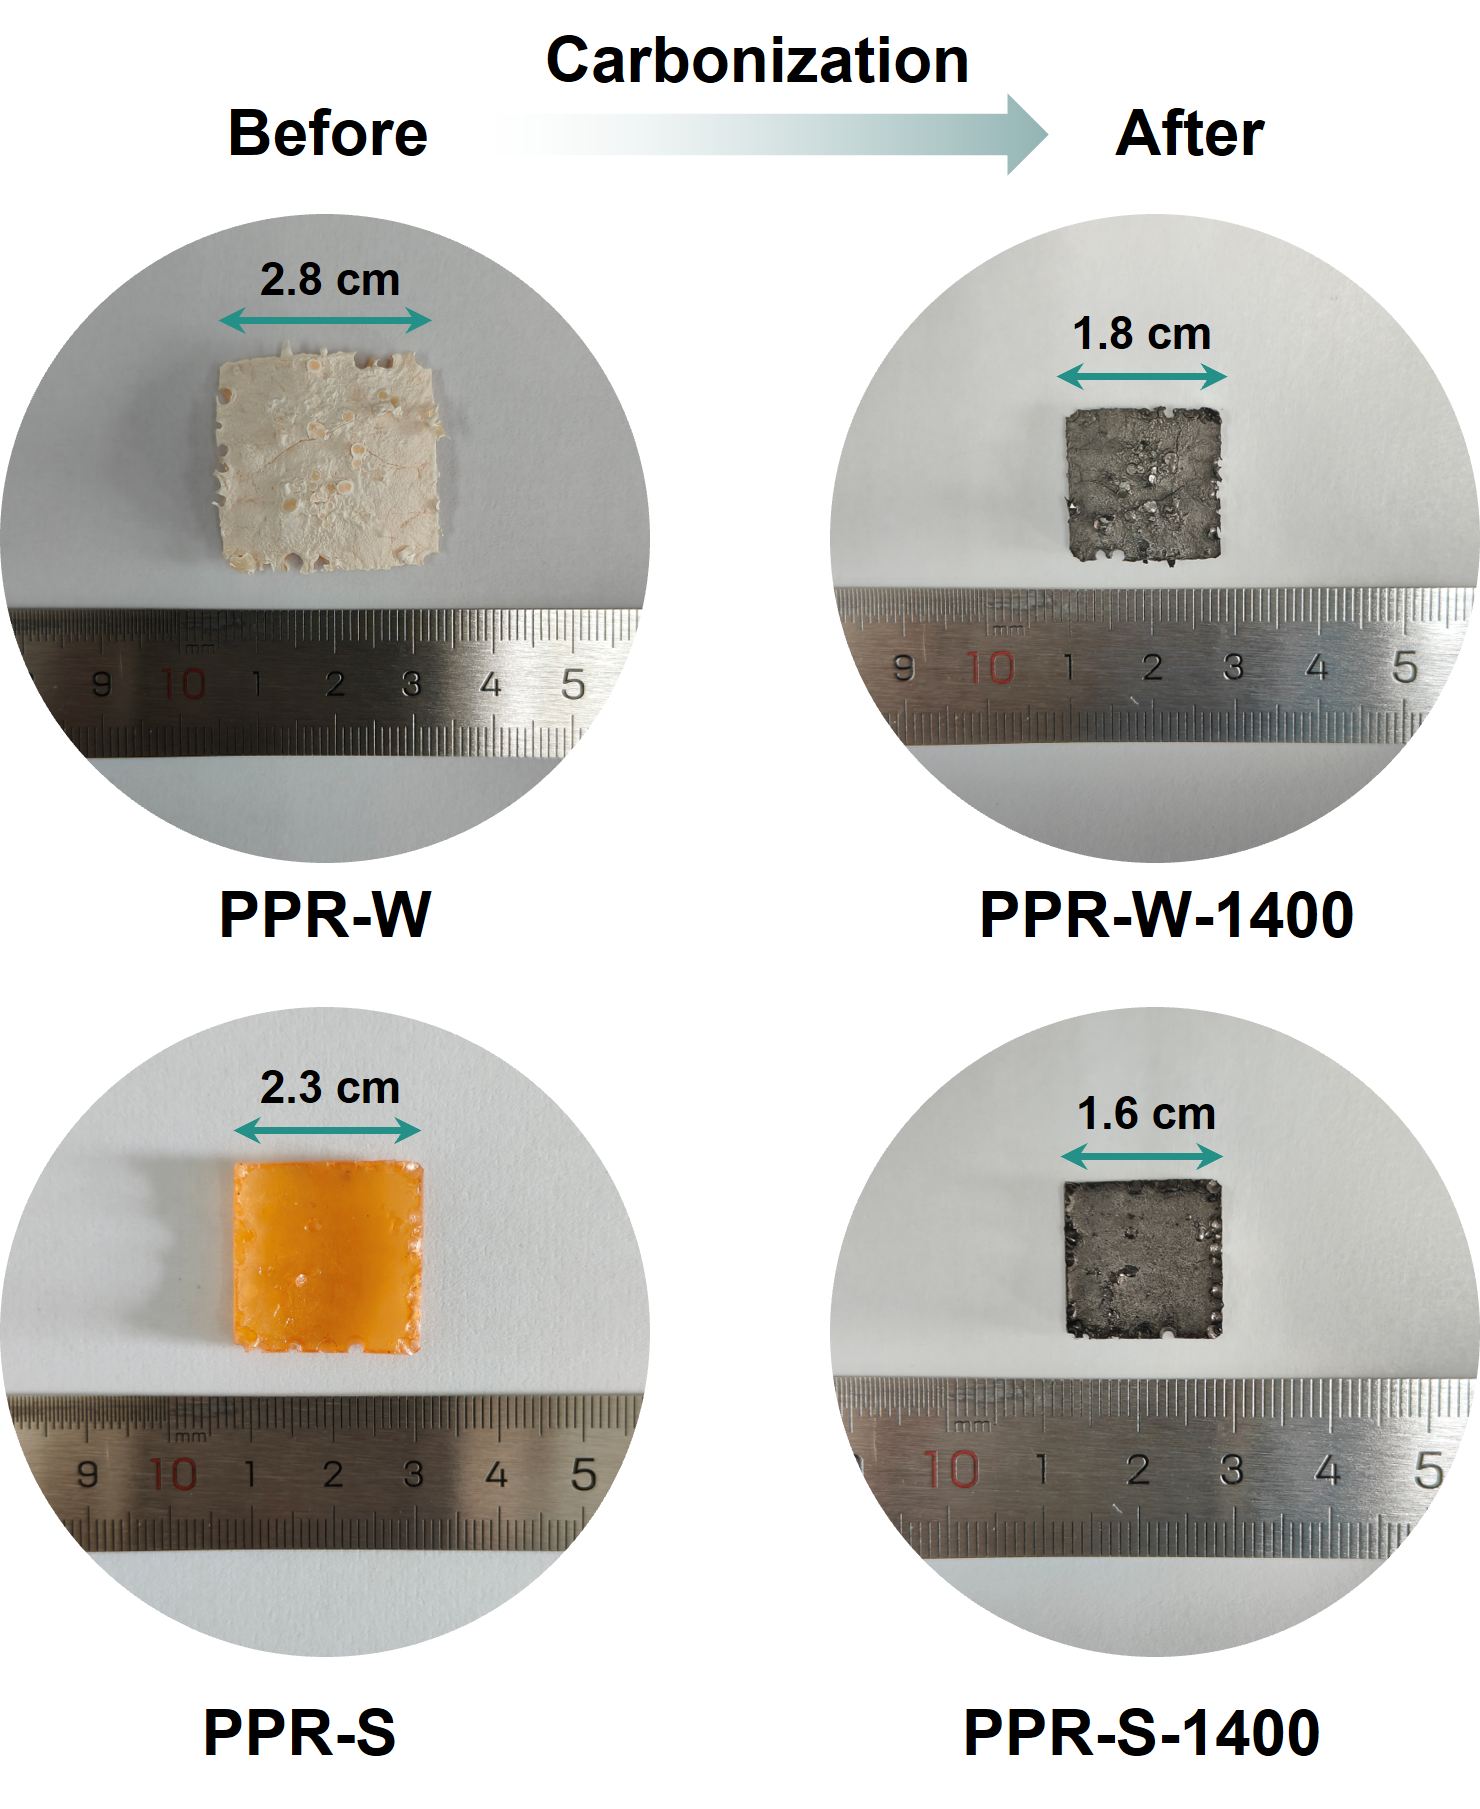 Carbonization
Before
After
2.8 cm
1.8 cm
mm
9 10 1 2 3 4 5
mm
9 10 1 2 3 4 5
PPR-W
PPR-W-1400
2.3 cm
1.6 cm
mm
9 10 1 2 3 4 5
mm
10 1 2 3 4 5
PPR-S
PPR-S-1400